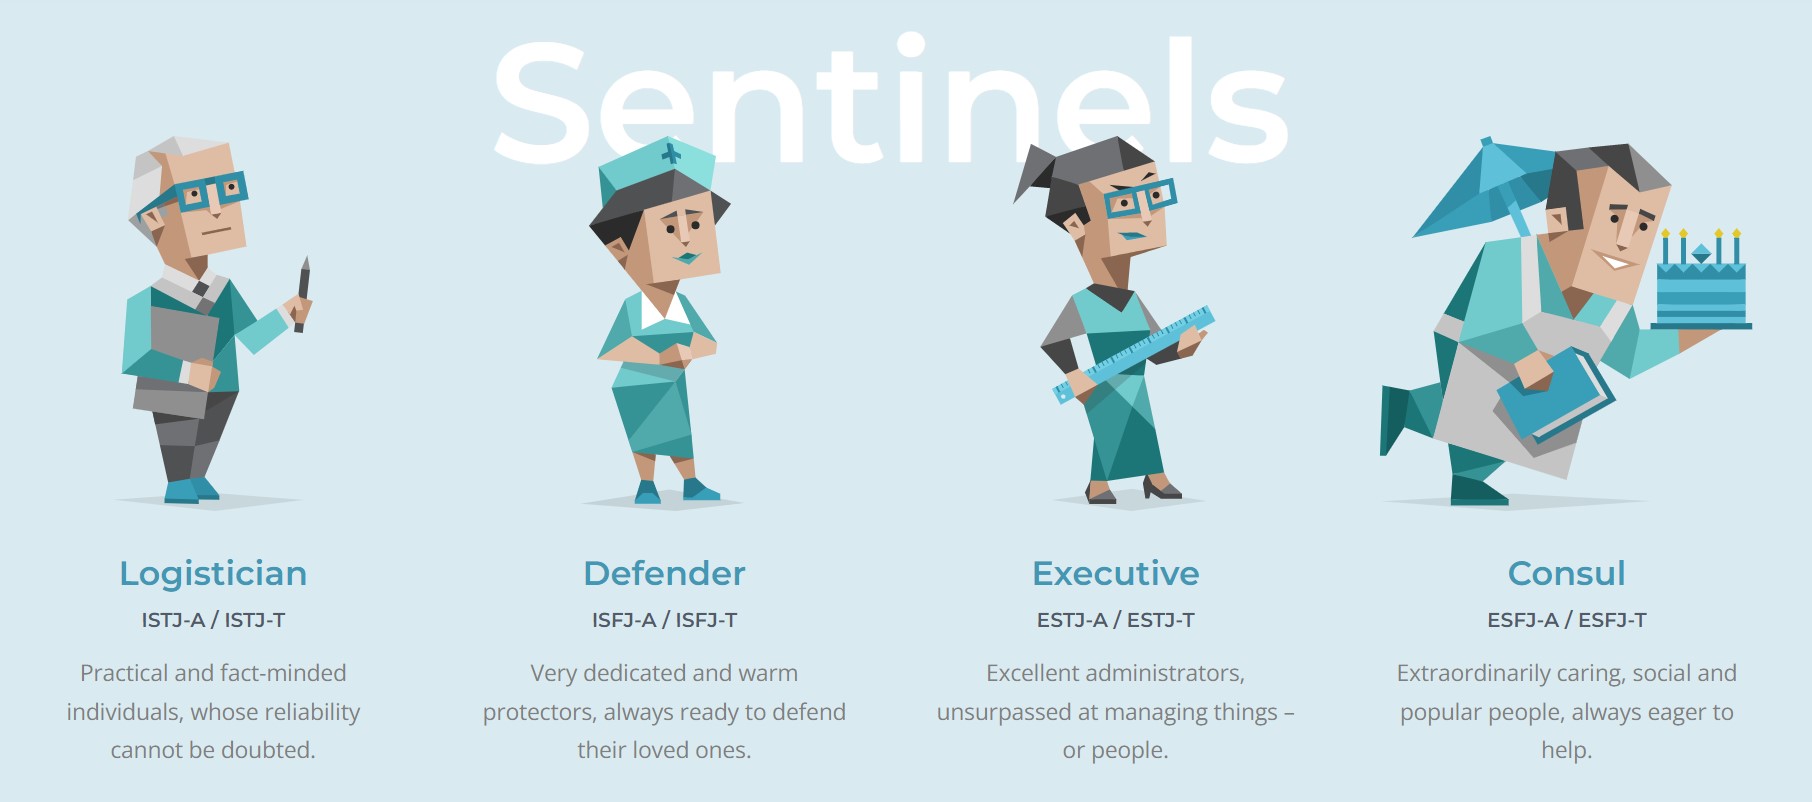 Sentinels
Logistician
ISTJ-A / ISTJ-T
Practical and fact-minded
individuals, whose reliability
cannot be doubted.
Defender
ISFJ-A / ISFJ-T
Very dedicated and warm
protectors, always ready to defend
their loved ones.
Executive
ESTJ-A / ESTJ-T
Excellent administrators,
unsurpassed at managing things –
or people.
Consul
ESFJ-A / ESFJ-T
Extraordinarily caring, social and
popular people, always eager to
help.